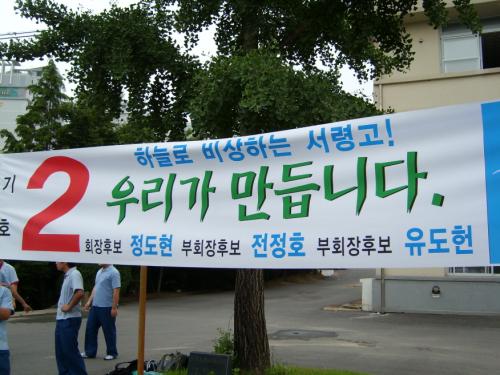 하늘로 비상하는 서령고!
기
호
2
우리가 만듭니다.
회장후보 정도현 부회장후보 전정호 부회장후보 유도헌